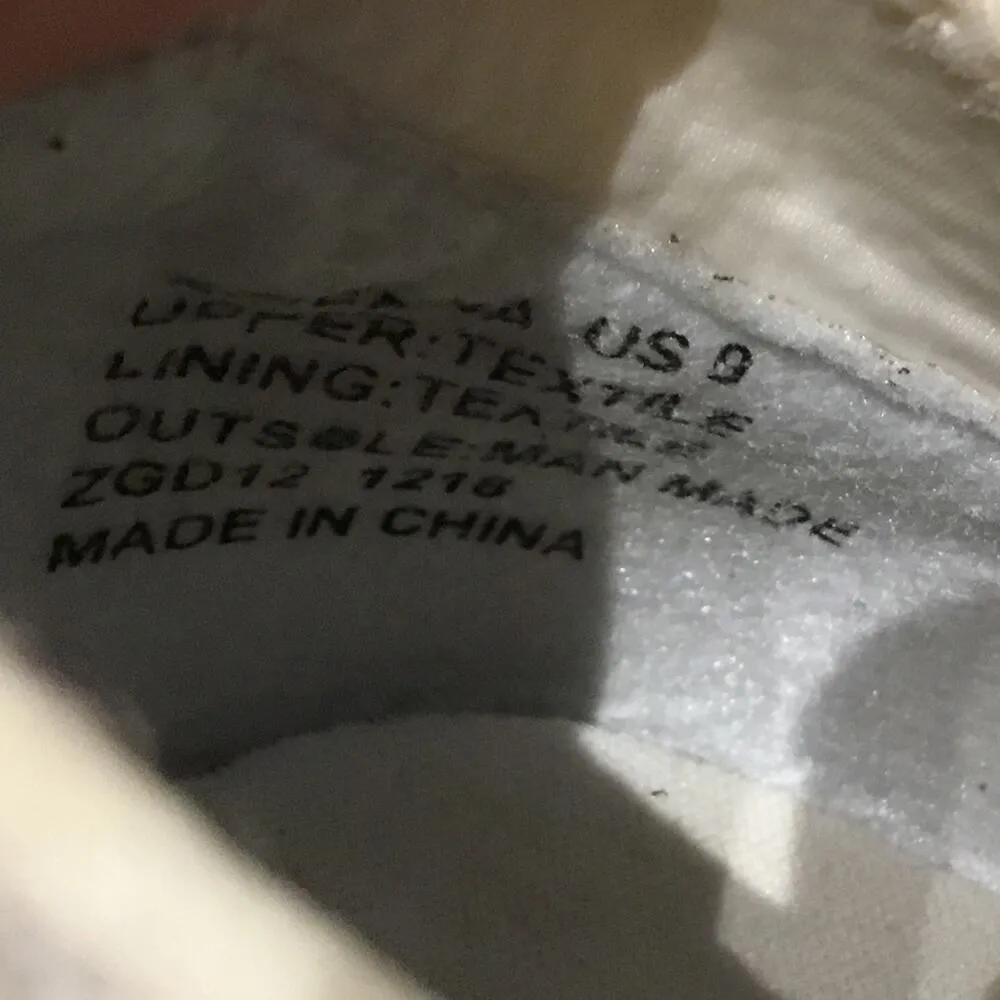 US 9
UPPER:TEXTILE
LINING:TEXTILE
OUTSOLE:MAN MADE
ZGD12 1216
MADE IN CHINA